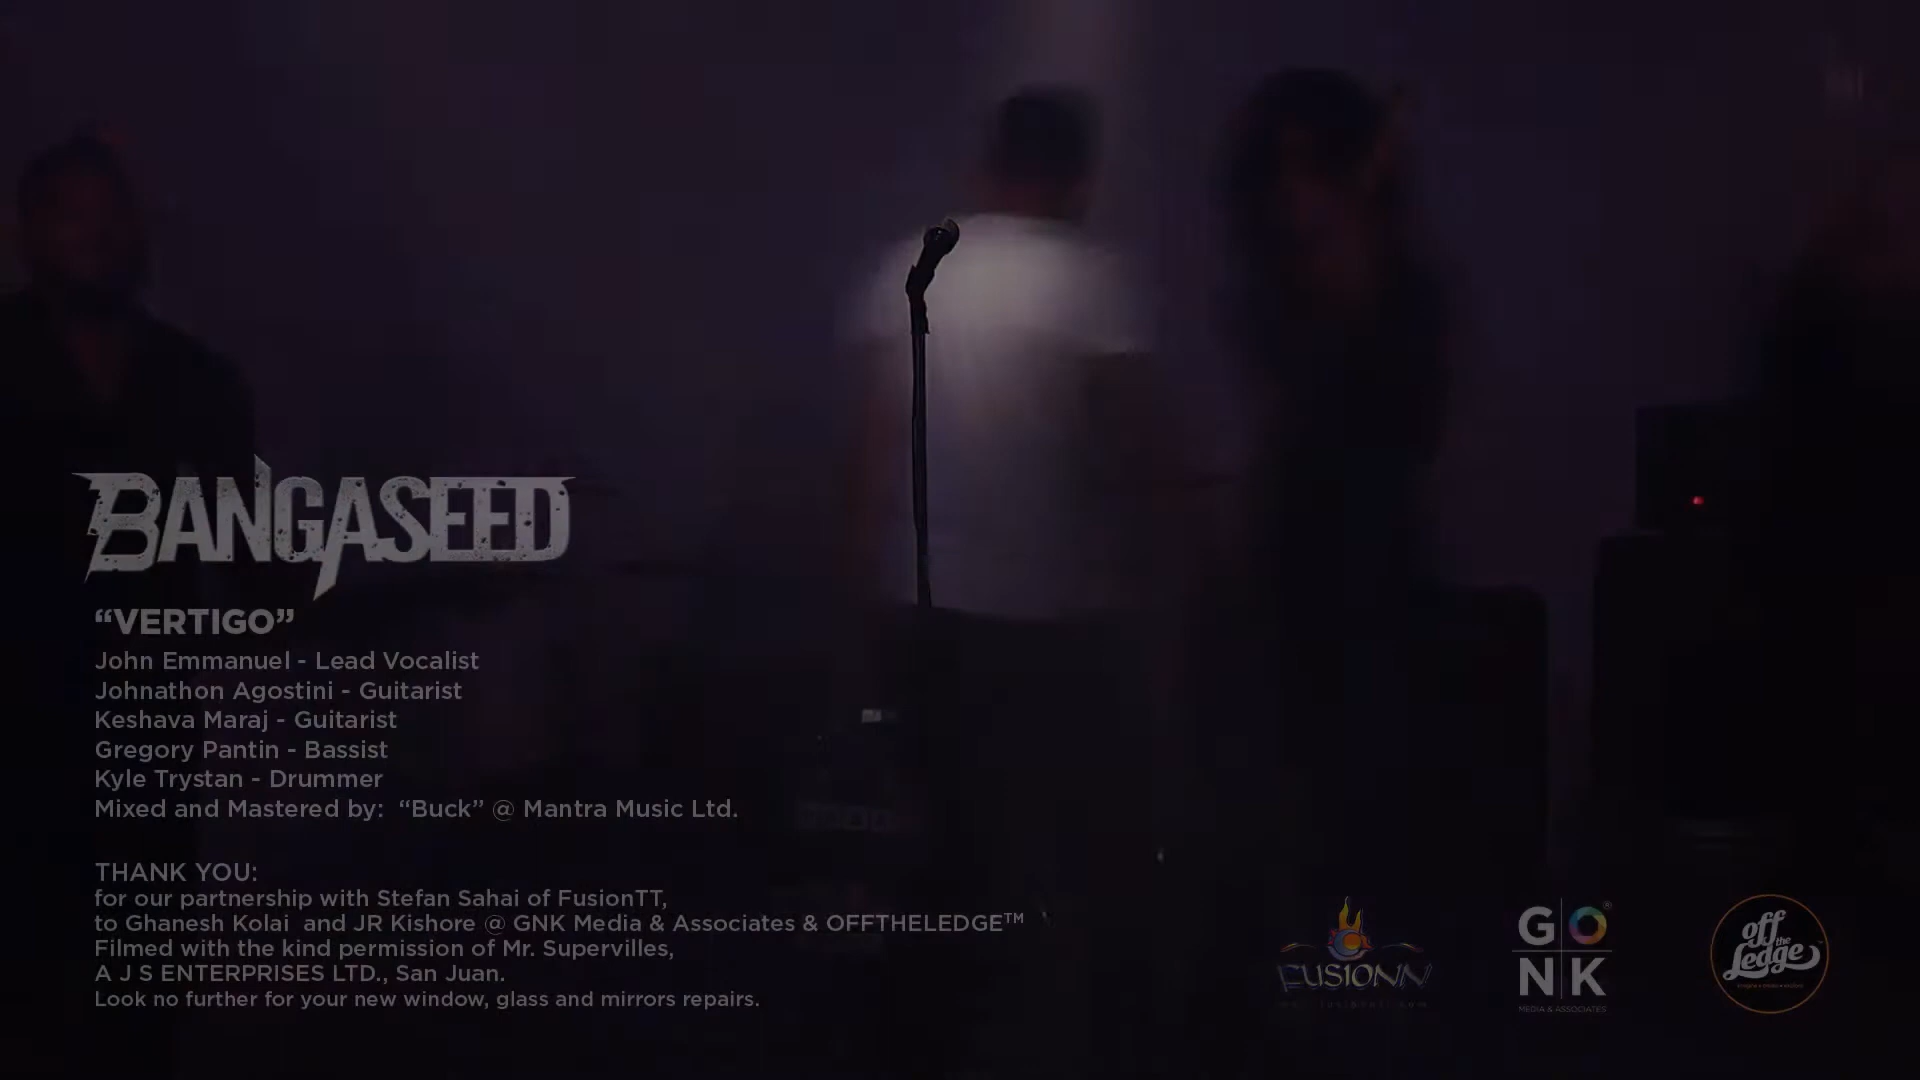 BANGASEED
“VERTIGO”
John Emmanuel - Lead Vocalist
Johnathon Agostini - Guitarist
Keshava Maraj - Guitarist
Gregory Pantin - Bassist
Kyle Trystan - Drummer
Mixed and Mastered by:  “Buck” @ Mantra Music Ltd.
THANK YOU:
for our partnership with Stefan Sahai of FusionTT,
to Ghanesh Kolai  and JR Kishore @ GNK Media & Associates & OFFTHELEDGE™
Filmed with the kind permission of Mr. Supervilles,
A J S ENTERPRISES LTD., San Juan.
Look no further for your new window, glass and mirrors repairs.
FUS1ONN
GO®
NK
MEDIA & ASSOCIATES
off
the
Ledge